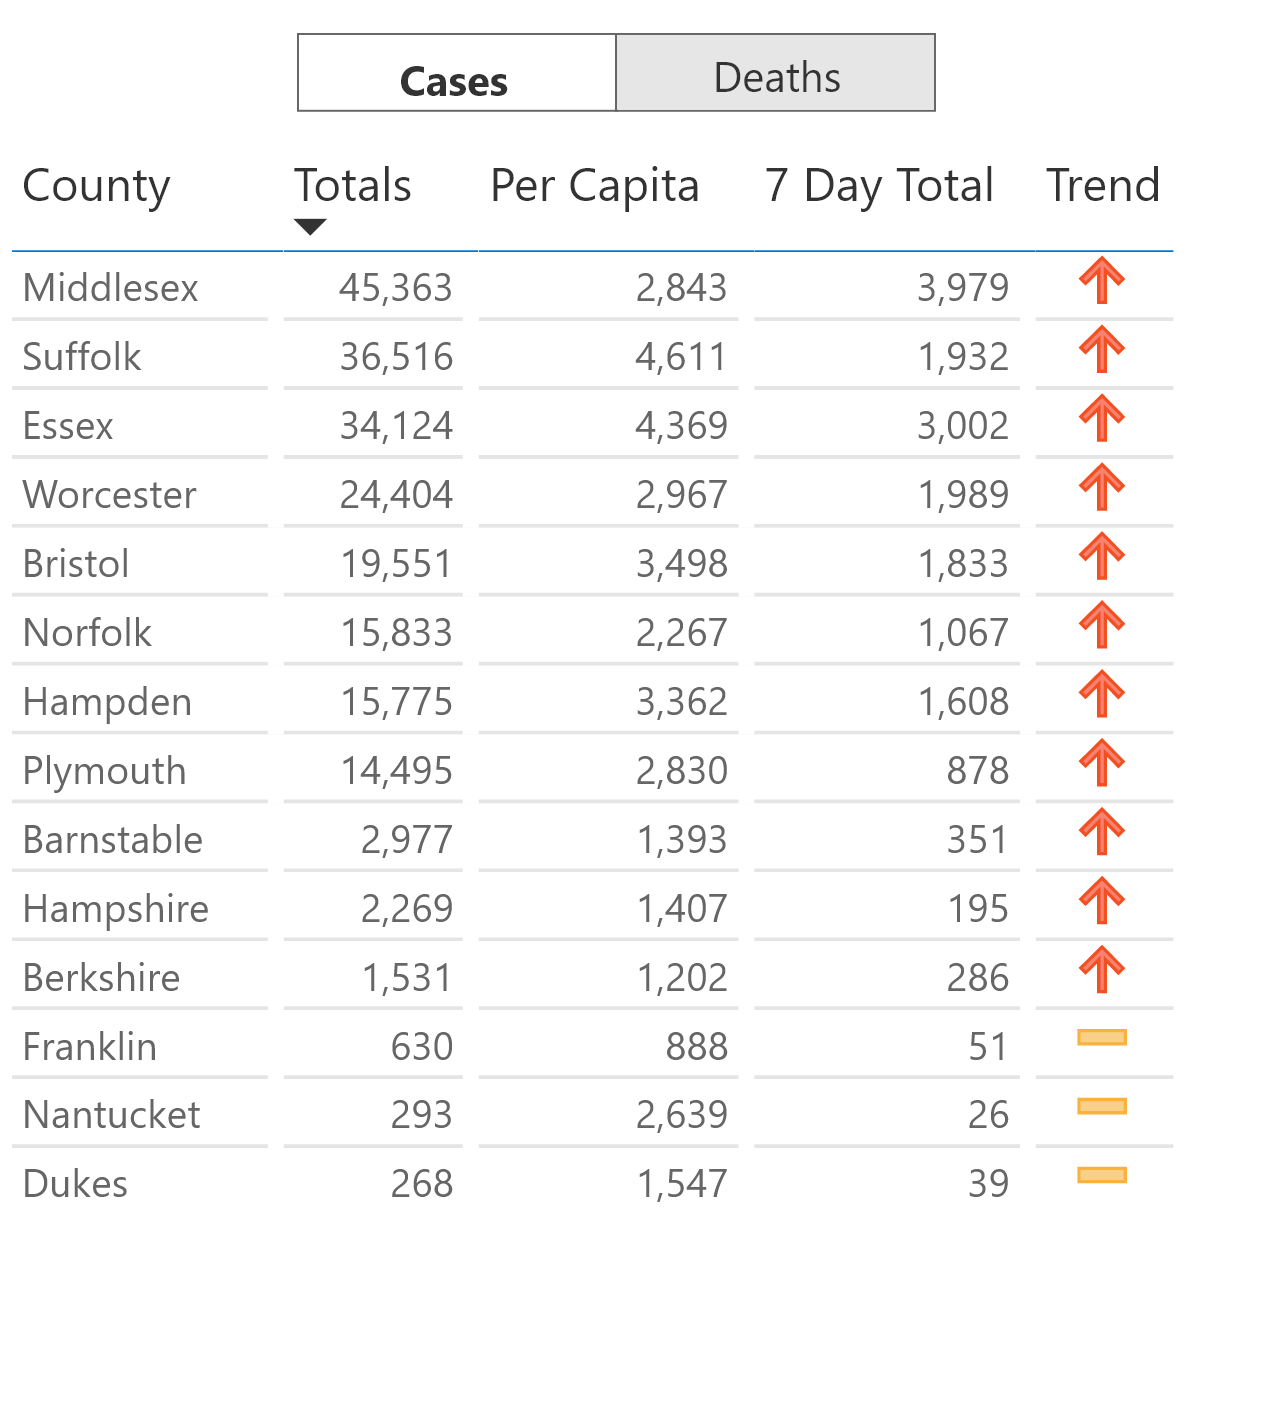 Cases Deaths
County Totals Per Capita 7 Day Total Trend
Middlesex 45,363 2,843 3,979
Suffolk 36,516 4,611 1,932
Essex 34,124 4,369 3,002
Worcester 24,404 2,967 1,989
Bristol 19,551 3,498 1,833
Norfolk 15,833 2,267 1,067
Hampden 15,775 3,362 1,608
Plymouth 14,495 2,830 878
Barnstable 2,977 1,393 351
Hampshire 2,269 1,407 195
Berkshire 1,531 1,202 286
Franklin 630 888 51
Nantucket 293 2,639 26
Dukes 268 1,547 39